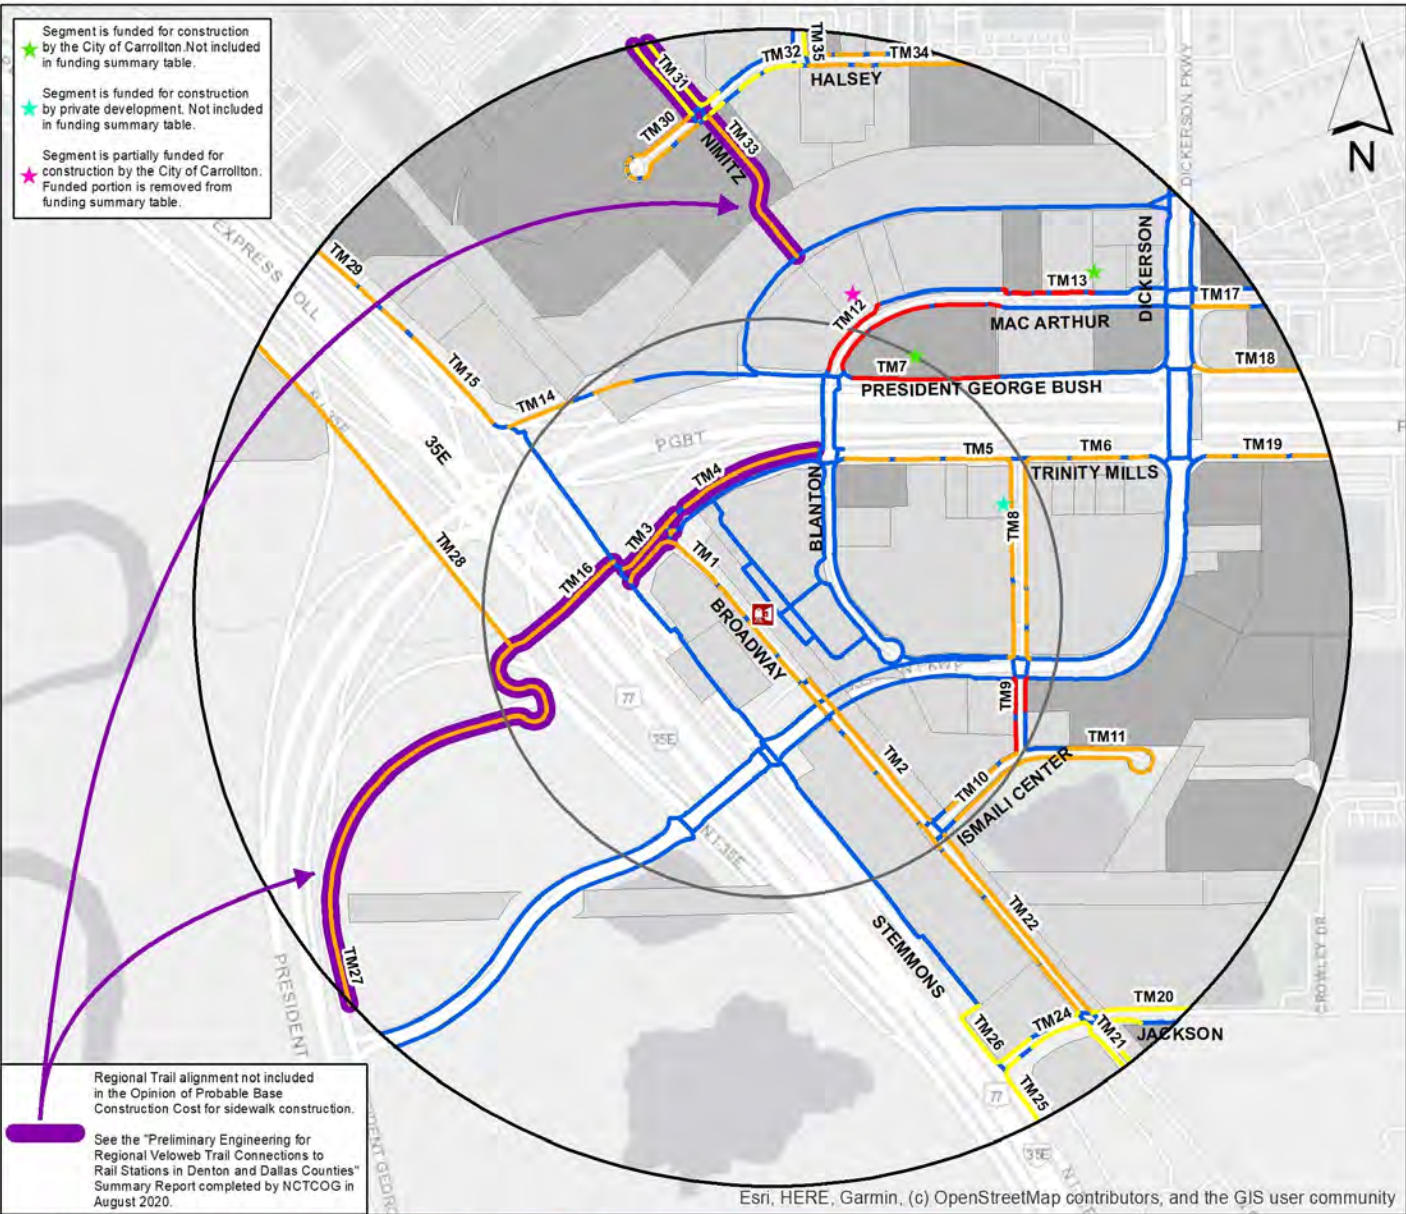 Segment is funded for construction
by the City of Carrollton.Not included
in funding summary table.
Segment is funded for construction
by private development. Not included
in funding summary table.
Segment is partially funded for
construction by the City of Carrollton.
Funded portion is removed from
funding summary table.
TM35
TM32
TM34
HALSEY
TM31
TM30
TM33
NIMITZ
DICKERSON PKWY
N
EXPRESS
TOLL
TM29
DICKERSON
TM13
TM17
TM12
MAC ARTHUR
TM15
TM7
TM18
TM14
PRESIDENT GEORGE BUSH
35E
PGBT
TM5
TM6
TM19
TM4
TRINITY MILLS
BLANTON
TM8
TM3
TM28
TM1
TM16
BROADWAY
77
35E
TM9
TM2
TM11
TM10
ISMAILI CENTER
TM22
STEMMONS
CROWLEY DR
TM27
PRESIDENT
TM20
TM24
TM21
JACKSON
TM26
TM25
77
35E
Regional Trail alignment not included
in the Opinion of Probable Base
Construction Cost for sidewalk construction.
See the "Preliminary Engineering for
Regional Veloweb Trail Connections to
Rail Stations in Denton and Dallas Counties"
Summary Report completed by NCTCOG in
August 2020.
Esri, HERE, Garmin, (c) OpenStreetMap contributors, and the GIS user community